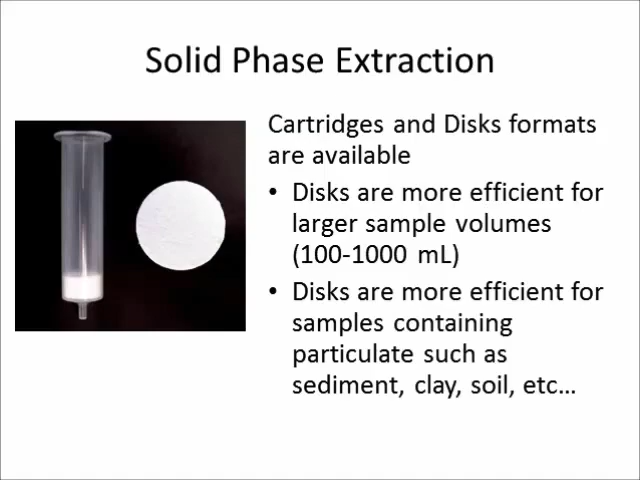 Solid Phase Extraction
Cartridges and Disks formats
are available
• Disks are more efficient for
larger sample volumes
(100-1000 mL)
• Disks are more efficient for
samples containing
particulate such as
sediment, clay, soil, etc…